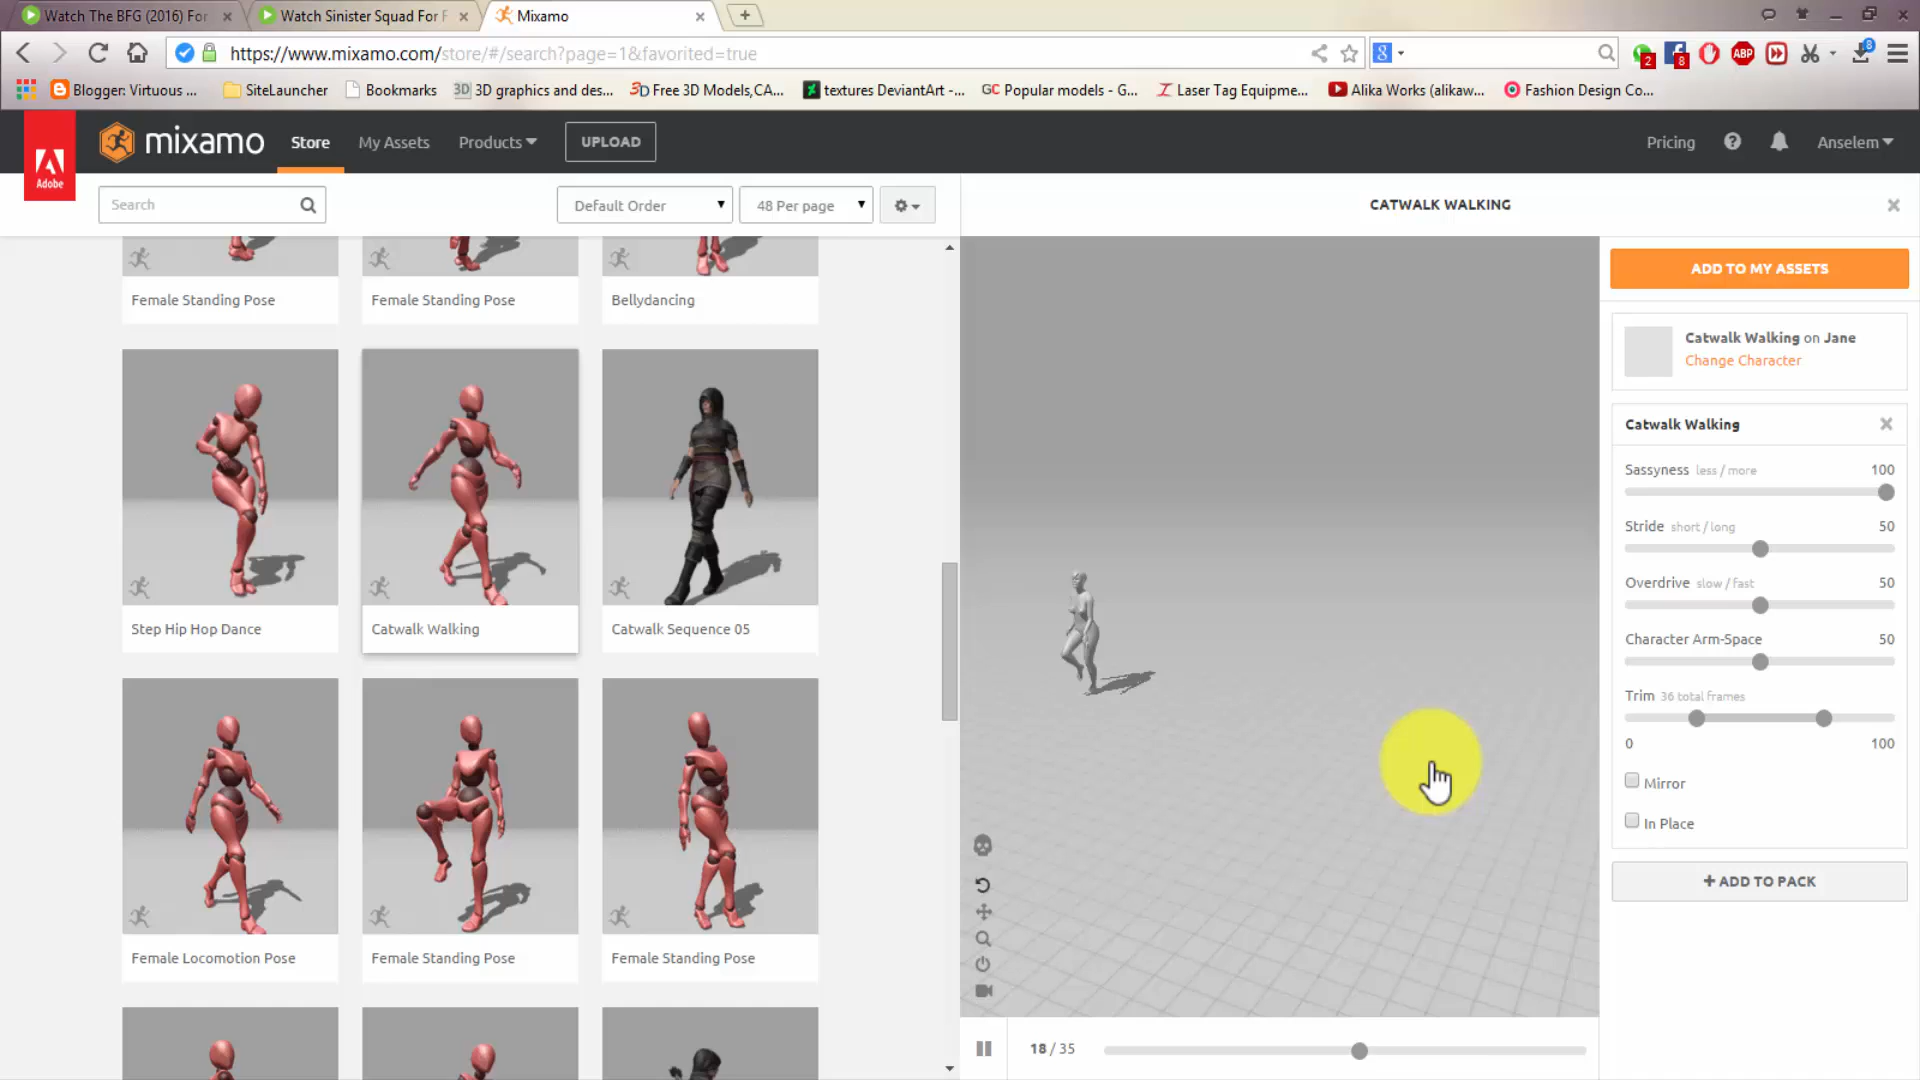 Watch The BFG (2016) For
Watch Sinister Squad For F
Mixamo
https://www.mixamo.com/store/#/search?page=1&favorited=true
8
2
8
ABP
Blogger: Virtuous ...
SiteLauncher
Bookmarks
3D graphics and des...
Free 3D Models,CA...
textures DeviantArt -...
GC Popular models - G...
Laser Tag Equipme...
Alika Works (alikaw...
Fashion Design Co...
Adobe
mixamo
Store
My Assets
Products
UPLOAD
Pricing
Anselem
Search
Default Order
48 Per page
CATWALK WALKING
Female Standing Pose
Female Standing Pose
Bellydancing
Step Hip Hop Dance
Catwalk Walking
Catwalk Sequence 05
Female Locomotion Pose
Female Standing Pose
Female Standing Pose
18 / 35
ADD TO MY ASSETS
Catwalk Walking on Jane
Change Character
Catwalk Walking
Sassyness less / more 100
Stride short / long 50
Overdrive slow / fast 50
Character Arm-Space 50
Trim 36 total frames
0 100
Mirror
In Place
+ ADD TO PACK